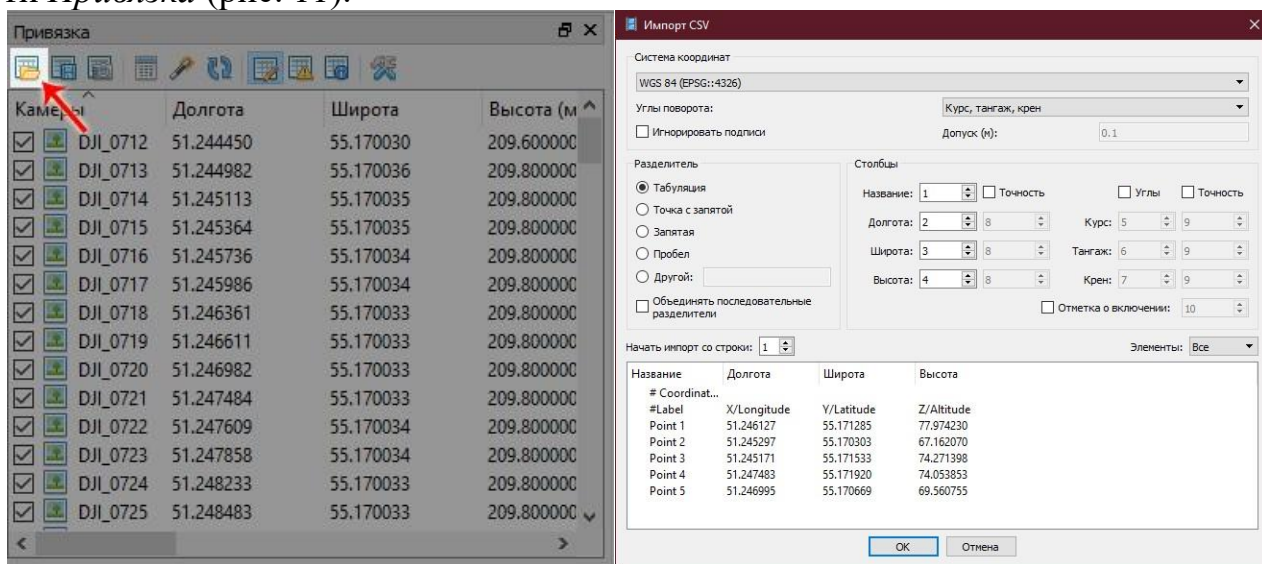 Привязка (рис. 11).
Привязка
Камеры Долгота Широта Высота (м
DJI_0712 51.244450 55.170030 209.600000
DJI_0713 51.244982 55.170036 209.800000
DJI_0714 51.245113 55.170035 209.800000
DJI_0715 51.245364 55.170035 209.800000
DJI_0716 51.245736 55.170034 209.800000
DJI_0717 51.245986 55.170034 209.800000
DJI_0718 51.246361 55.170033 209.800000
DJI_0719 51.246611 55.170033 209.800000
DJI_0720 51.246982 55.170033 209.800000
DJI_0721 51.247484 55.170033 209.800000
DJI_0722 51.247609 55.170034 209.800000
DJI_0723 51.247858 55.170034 209.800000
DJI_0724 51.248233 55.170033 209.800000
DJI_0725 51.248483 55.170033 209.800000
Импорт CSV
Система координат
WGS 84 (EPSG::4326)
Углы поворота: Курс, тангаж, крен
Игнорировать подписи Допуск (м): 0.1
Разделитель
Табуляция
Точка с запятой
Запятая
Пробел
Другой:
Объединять последовательные
разделители
Столбцы
Название: 1 Точность Углы Точность
Долгота: 2 8 Курс: 5 9
Широта: 3 8 Тангаж: 6 9
Высота: 4 8 Крен: 7 9
Отметка о включении: 10
Начать импорт со строки: 1 Элементы: Все
Название Долгота Широта Высота
# Coordinat...
#Label X/Longitude Y/Latitude Z/Altitude
Point 1 51.246127 55.171285 77.974230
Point 2 51.245297 55.170303 67.162070
Point 3 51.245171 55.171533 74.271398
Point 4 51.247483 55.171920 74.053853
Point 5 51.246995 55.170669 69.560755
OK Отмена